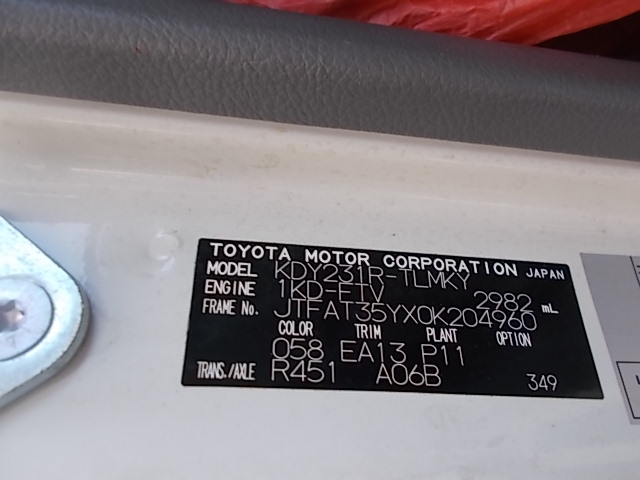 TOYOTA MOTOR CORPORATION JAPAN
MODEL KDY231R-TLMKY
ENGINE 1KD-FTV 2982 mL
FRAME No. JTFAT35YX0K204960
COLOR TRIM PLANT OPTION
058 EA13 P11
TRANS./AXLE R451 A06B 349